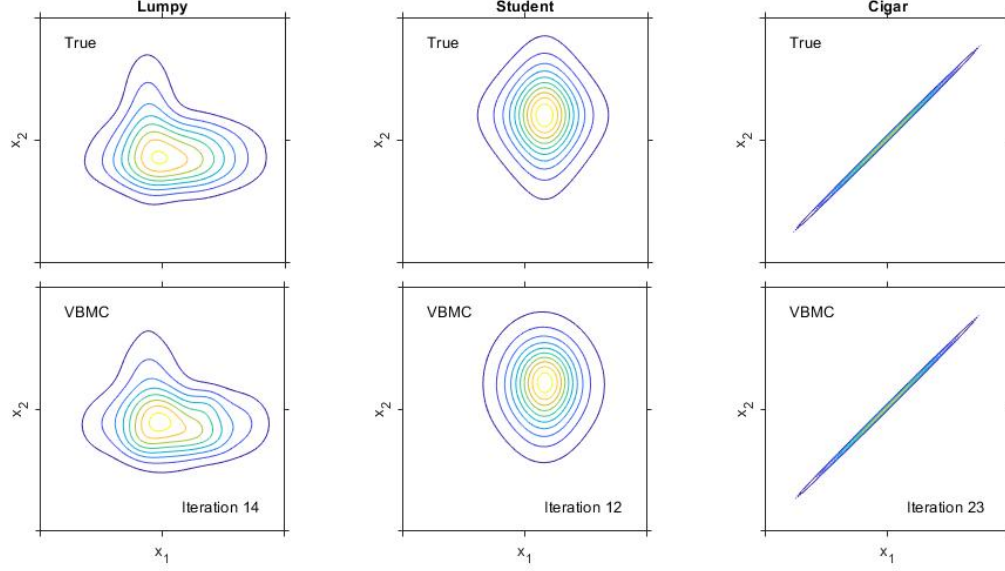 Lumpy Student Cigar
True True True
x₂ x₂ x₂
VBMC VBMC VBMC
x₂ x₂ x₂
Iteration 14 Iteration 12 Iteration 23
x₁ x₁ x₁